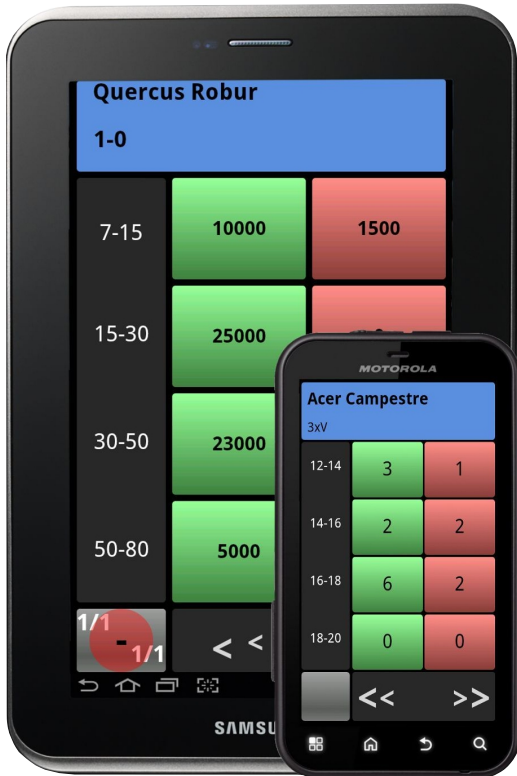 Quercus Robur
1-0
7-15 10000 1500
15-30 25000
30-50 23000
50-80 5000
1/1 - 1/1
< <
MOTOROLA
Acer Campestre
3xV
12-14 3 1
14-16 2 2
16-18 6 2
18-20 0 0
<< >>